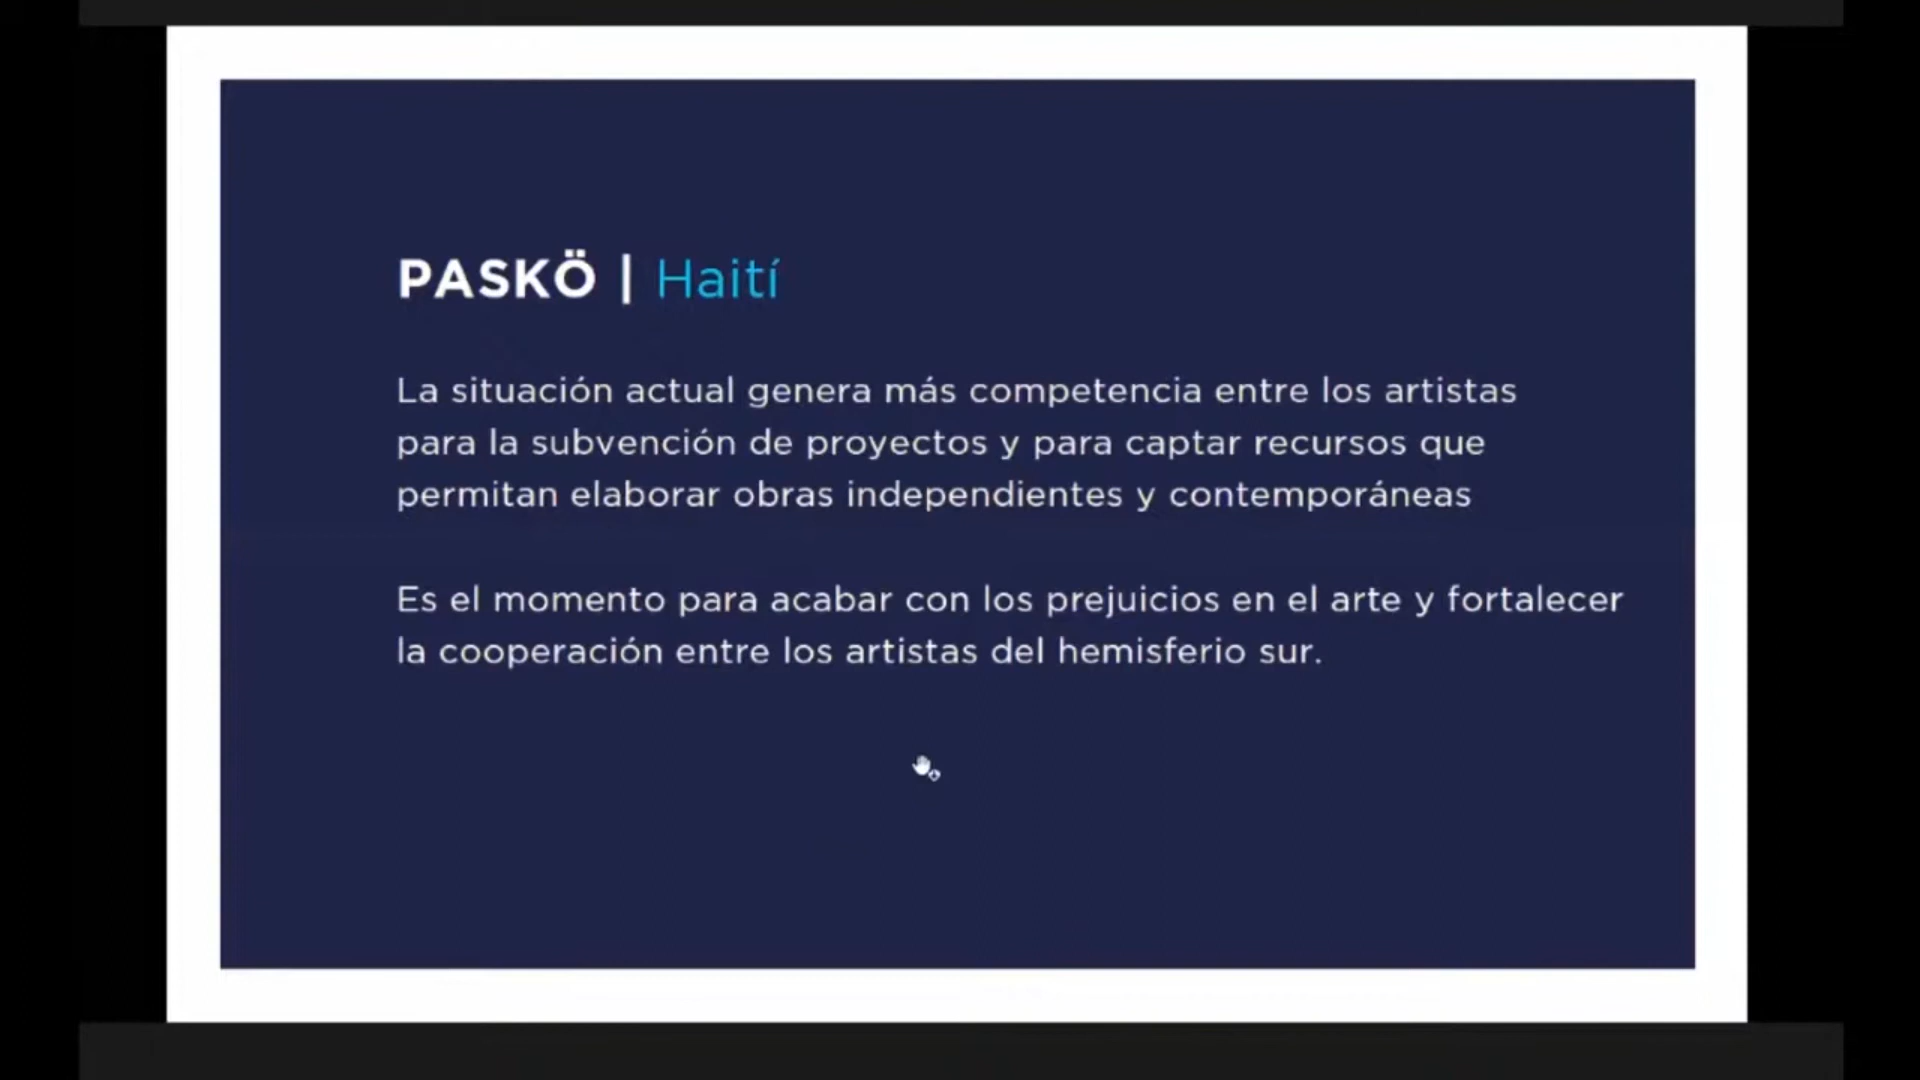 PASKÖ | Haití
La situación actual genera más competencia entre los artistas
para la subvención de proyectos y para captar recursos que
permitan elaborar obras independientes y contemporáneas
Es el momento para acabar con los prejuicios en el arte y fortalecer
la cooperación entre los artistas del hemisferio sur.